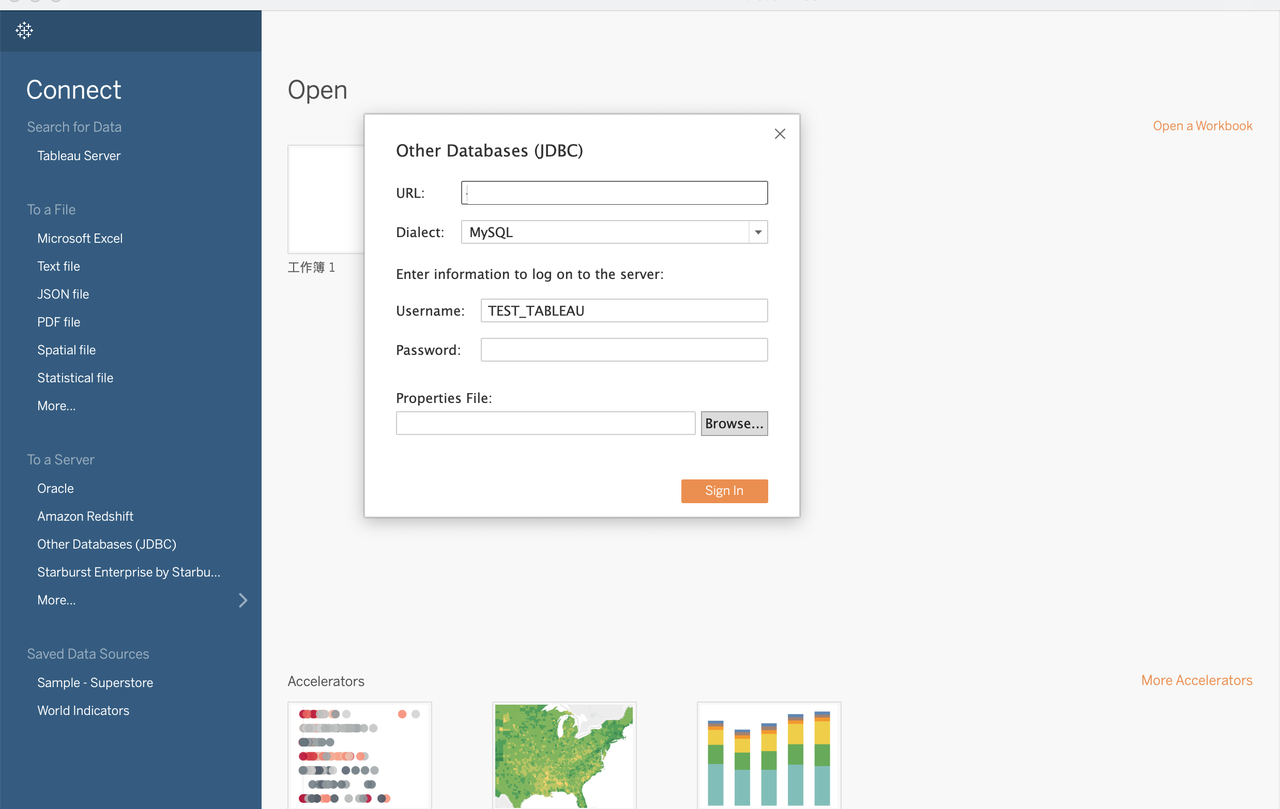 Connect
Search for Data
Tableau Server
To a File
Microsoft Excel
Text file
JSON file
PDF file
Spatial file
Statistical file
More...
To a Server
Oracle
Amazon Redshift
Other Databases (JDBC)
Starburst Enterprise by Starbu...
More...
Saved Data Sources
Sample - Superstore
World Indicators
Open
Open a Workbook
工作簿 1
Other Databases (JDBC)
URL:
Dialect: MySQL
Enter information to log on to the server:
Username: TEST_TABLEAU
Password:
Properties File:
Browse...
Sign In
Accelerators
More Accelerators